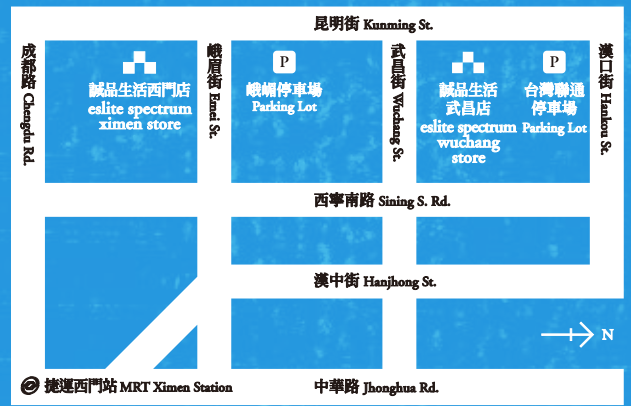 昆明街 Kunming St.
成都路 Chengdu Rd.
誠品生活西門店
eslite spectrum
ximen store
峨眉街 Emei St.
P
峨嵋停車場
Parking Lot
武昌街 Wuchang St.
誠品生活
武昌店
eslite spectrum
wuchang
store
P
台灣聯通
停車場
Parking Lot
漢口街 Hankou St.
西寧南路 Sining S. Rd.
漢中街 Hanjhong St.
N
捷運西門站 MRT Ximen Station
中華路 Jhonghua Rd.